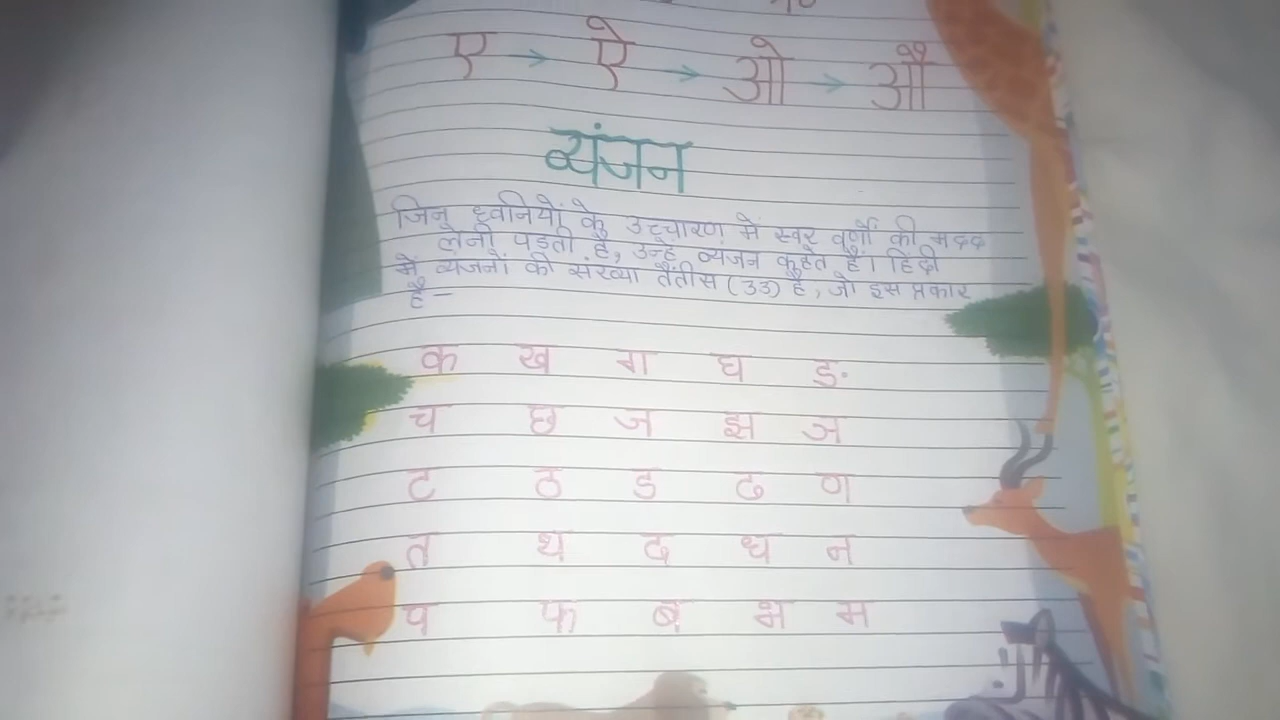 ए → ऐ → ओ → औ
व्यंजन
जिन ध्वनियों के उच्चारण में स्वर वर्णों की मदद
लेनी पड़ती है, उन्हें व्यंजन कहते हैं। हिंदी
में व्यंजनों की संख्या तैंतीस (33) है, जो इस प्रकार
है -
क ख ग घ ङ
च छ ज झ ञ
ट ठ ड ढ ण
त थ द ध न
प फ ब भ म